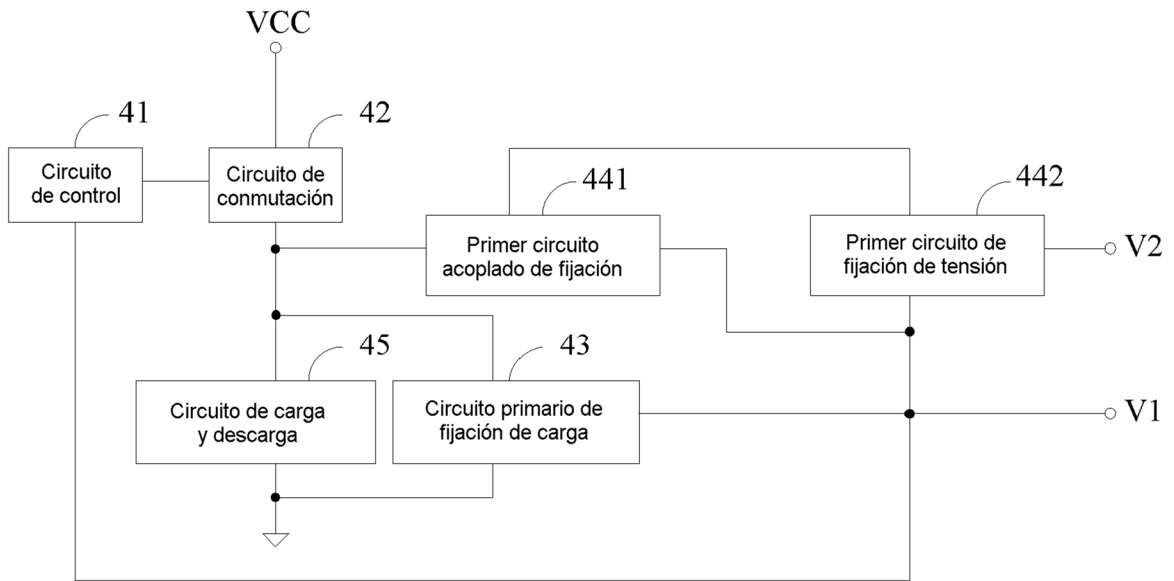 VCC
41
42
Circuito
de control
Circuito de
conmutación
441
442
Primer circuito
acoplado de fijación
Primer circuito de
fijación de tensión
V2
45
43
Circuito de carga
y descarga
Circuito primario de
fijación de carga
V1